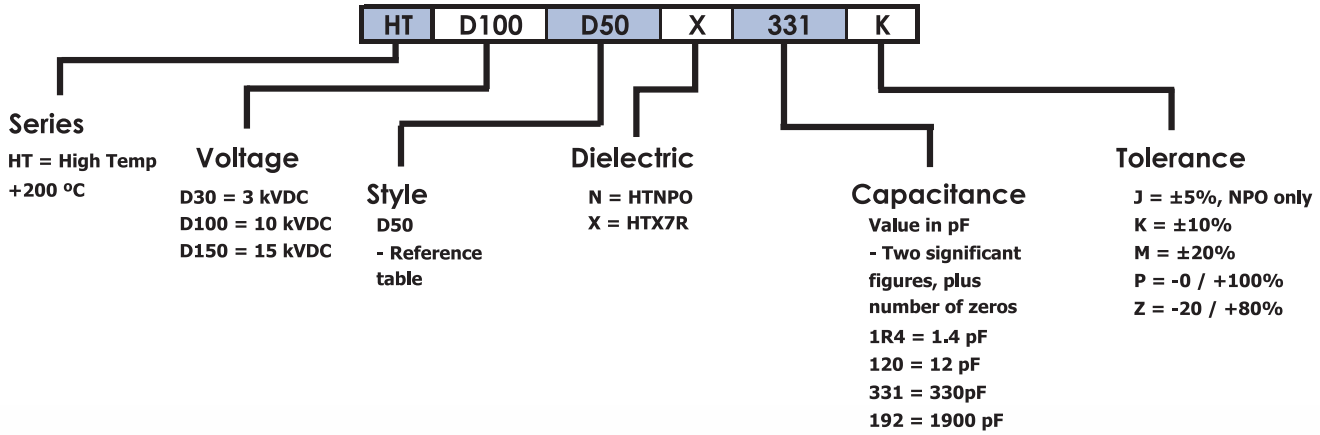 HT D100 D50 X 331 K
Series
HT = High Temp
+200 ºC
Voltage
D30 = 3 kVDC
D100 = 10 kVDC
D150 = 15 kVDC
Style
D50
- Reference
table
Dielectric
N = HTNPO
X = HTX7R
Capacitance
Value in pF
- Two significant
figures, plus
number of zeros
1R4 = 1.4 pF
120 = 12 pF
331 = 330pF
192 = 1900 pF
Tolerance
J = ±5%, NPO only
K = ±10%
M = ±20%
P = -0 / +100%
Z = -20 / +80%